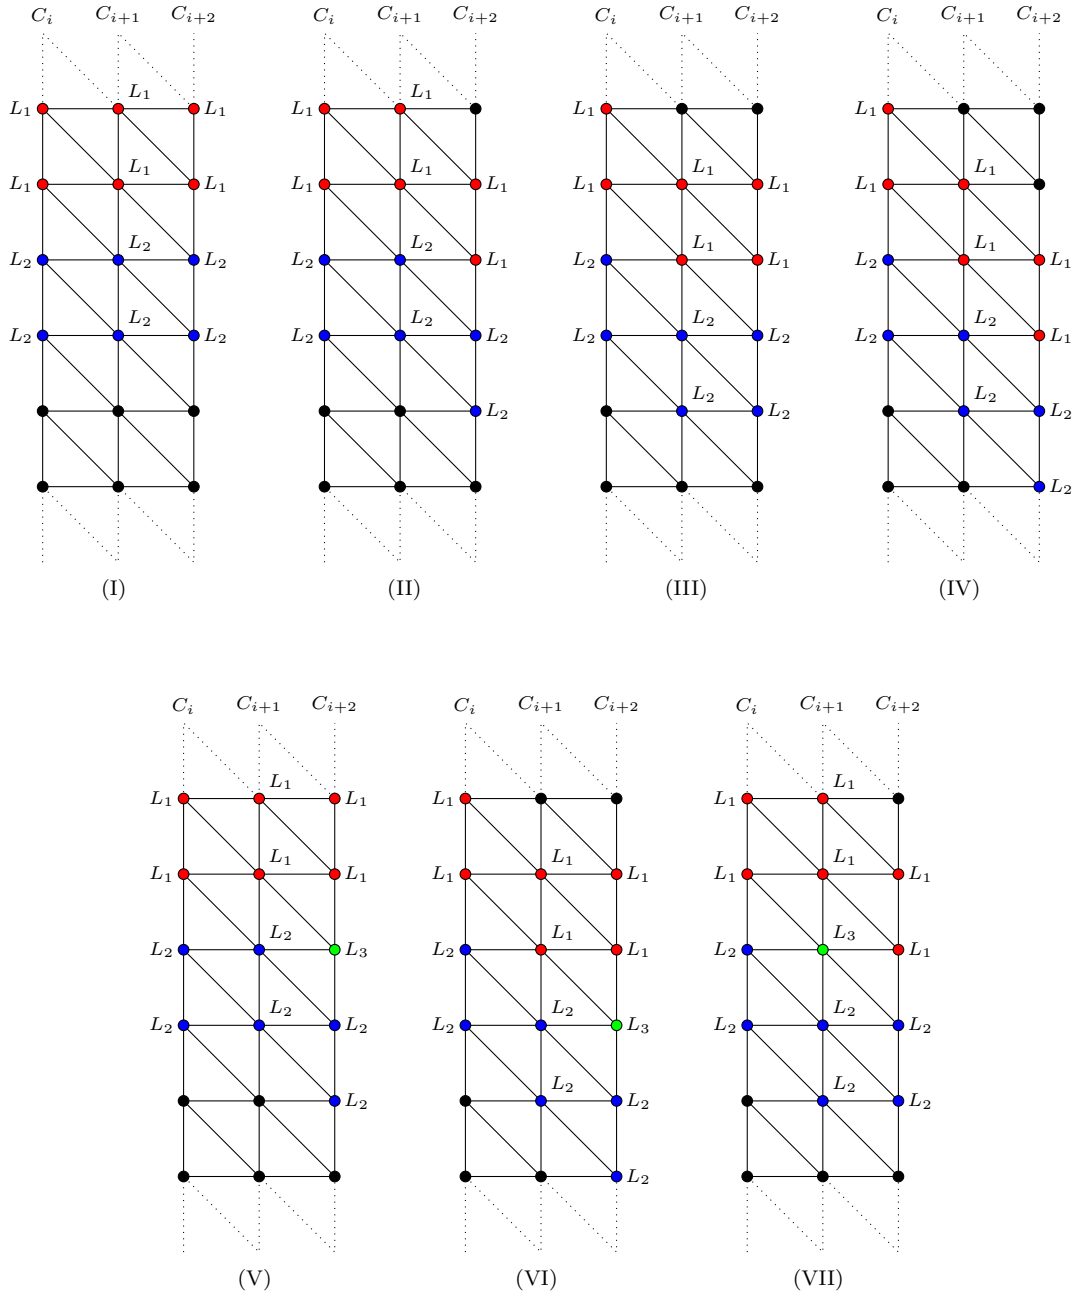 C_i C_{i+1} C_{i+2} C_i C_{i+1} C_{i+2} C_i C_{i+1} C_{i+2} C_i C_{i+1} C_{i+2}
L_1 L_1 L_1 L_1 L_1 L_1 L_1
L_1 L_1 L_1 L_1 L_1 L_1 L_1 L_1 L_1 L_1 L_1
L_2 L_2 L_2 L_2 L_2 L_1 L_2 L_1 L_1 L_2 L_1 L_1
L_2 L_2 L_2 L_2 L_2 L_2 L_2 L_2 L_2 L_2 L_2 L_1
L_2 L_2 L_2 L_2 L_2
L_2
(I) (II) (III) (IV)
C_i C_{i+1} C_{i+2} C_i C_{i+1} C_{i+2} C_i C_{i+1} C_{i+2}
L_1 L_1 L_1 L_1 L_1 L_1
L_1 L_1 L_1 L_1 L_1 L_1 L_1 L_1 L_1
L_2 L_2 L_3 L_2 L_1 L_1 L_2 L_3 L_1
L_2 L_2 L_2 L_2 L_2 L_3 L_2 L_2 L_2
L_2 L_2 L_2 L_2 L_2
L_2
(V) (VI) (VII)